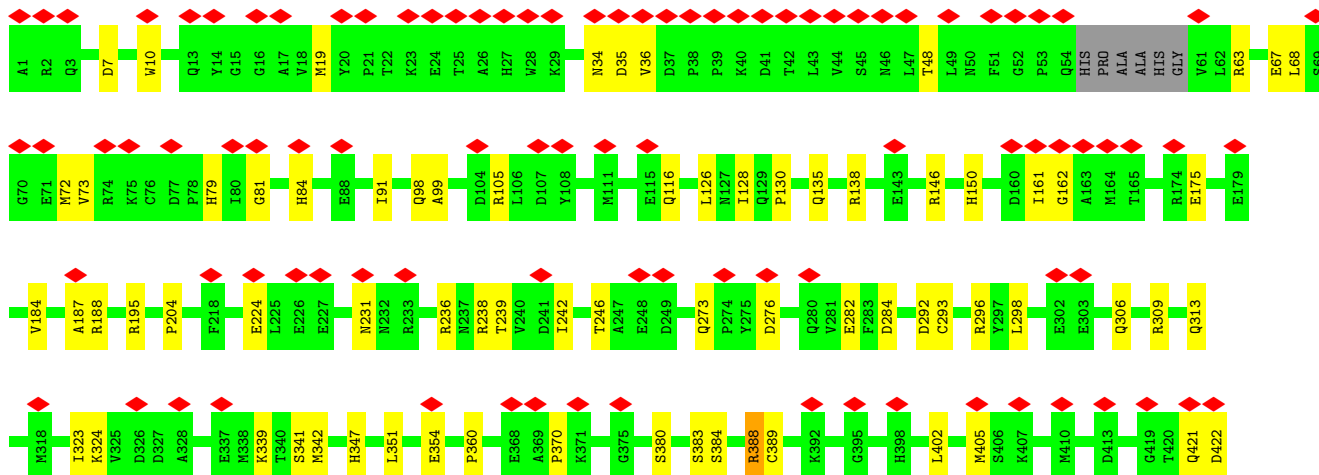 A1 R2 Q3 D7 W10 Q13 Y14 G15 G16 A17 V18 M19 Y20 P21 T22 K23 E24 T25 A26 H27 W28 K29 N34 D35 V36 D37 P38 P39 K40 D41 T42 L43 V44 S45 N46 L47 T48 L49 N50 F51 G52 P53 Q54 HIS PRO ALA ALA HIS GLY V61 L62 R63 E67 L68 S69
G70 E71 M72 V73 R74 K75 C76 D77 P78 H79 I80 G81 H84 E88 I91 Q98 A99 D104 R105 L106 D107 Y108 M111 E115 Q116 L126 N127 I128 Q129 P130 Q135 R138 E143 R146 H150 D160 I161 G162 A163 M164 T165 R174 E175 E179
V184 A187 R188 R195 P204 F218 E224 L225 E226 E227 N231 N232 R233 R236 N237 R238 T239 V240 D241 I242 T246 A247 E248 D249 Q273 P274 Y275 D276 Q280 V281 E282 F283 D284 D292 C293 R296 Y297 L298 E302 E303 Q306 R309 Q313
M318 I323 K324 V325 D326 D327 A328 E337 M338 K339 T340 S341 M342 H347 L351 E354 P360 E368 A369 P370 K371 G375 S380 S383 S384 R388 C389 K392 G395 H398 L402 M405 S406 K407 M410 D413 G419 T420 Q421 D422